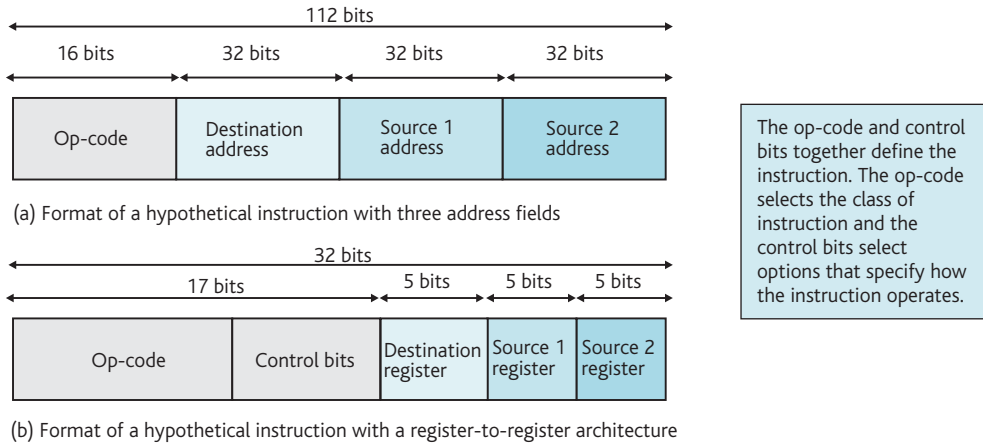 112 bits
16 bits 32 bits 32 bits 32 bits
Op-code Destination address Source 1 address Source 2 address
(a) Format of a hypothetical instruction with three address fields
32 bits
17 bits 5 bits 5 bits 5 bits
Op-code Control bits Destination register Source 1 register Source 2 register
(b) Format of a hypothetical instruction with a register-to-register architecture
The op-code and control
bits together define the
instruction. The op-code
selects the class of
instruction and the
control bits select
options that specify how
the instruction operates.